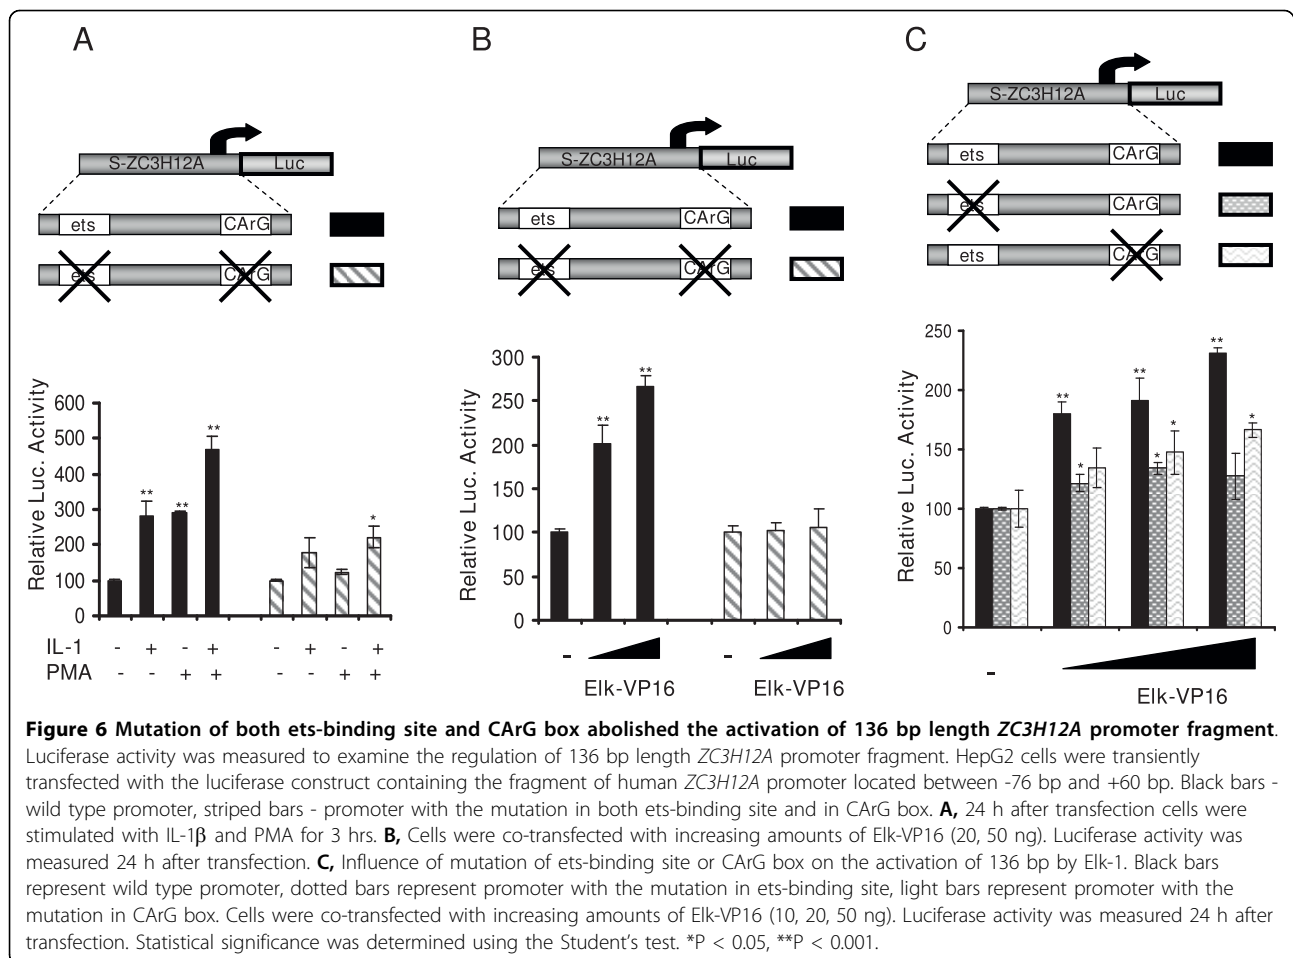 A
S-ZC3H12A
Luc
ets
CArG
ets
CArG
Relative Luc. Activity
600
500
400
300
200
100
0
**
**
**
*
IL-1 - + - + - + - +
PMA - - + + - - + +
B
S-ZC3H12A
Luc
ets
CArG
ets
CArG
Relative Luc. Activity
300
250
200
150
100
50
0
**
**
- -
Elk-VP16 Elk-VP16
C
S-ZC3H12A
Luc
ets
CArG
ets
CArG
ets
CArG
Relative Luc. Activity
250
200
150
100
50
0
**
*
**
*
*
**
*
-
Elk-VP16
Figure 6 Mutation of both ets-binding site and CArG box abolished the activation of 136 bp length ZC3H12A promoter fragment.
Luciferase activity was measured to examine the regulation of 136 bp length ZC3H12A promoter fragment. HepG2 cells were transiently
transfected with the luciferase construct containing the fragment of human ZC3H12A promoter located between -76 bp and +60 bp. Black bars -
wild type promoter, striped bars - promoter with the mutation in both ets-binding site and in CArG box. A, 24 h after transfection cells were
stimulated with IL-1β and PMA for 3 hrs. B, Cells were co-transfected with increasing amounts of Elk-VP16 (20, 50 ng). Luciferase activity was
measured 24 h after transfection. C, Influence of mutation of ets-binding site or CArG box on the activation of 136 bp by Elk-1. Black bars
represent wild type promoter, dotted bars represent promoter with the mutation in ets-binding site, light bars represent promoter with the
mutation in CArG box. Cells were co-transfected with increasing amounts of Elk-VP16 (10, 20, 50 ng). Luciferase activity was measured 24 h after
transfection. Statistical significance was determined using the Student's test. *P < 0.05, **P < 0.001.